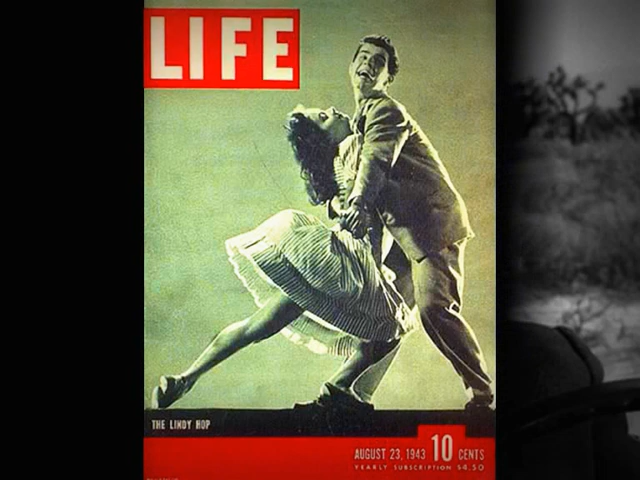 LIFE
THE LINDY HOP
AUGUST 23, 1943 10 CENTS
YEARLY SUBSCRIPTION $4.50